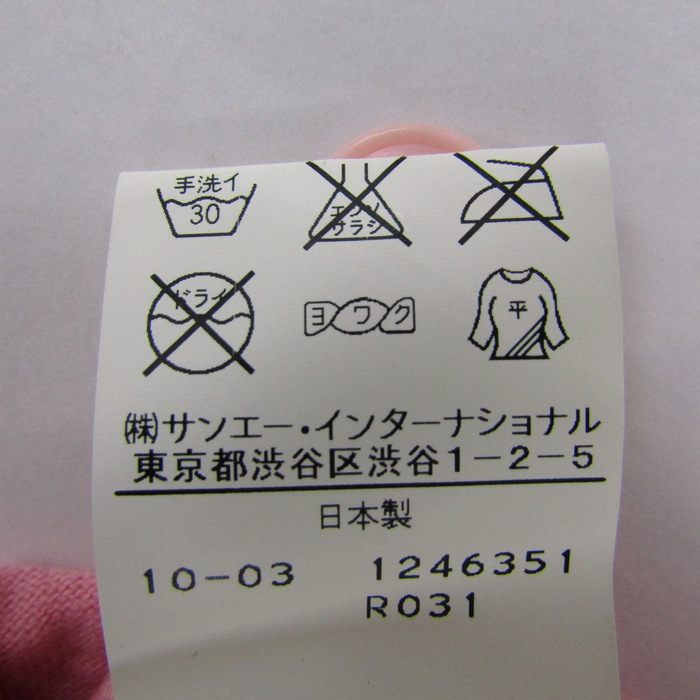 手洗イ
30
エンソ
サラシ
ドライ
ヨワク
平
㈱サンエー・インターナショナル
東京都渋谷区渋谷1-2-5
日本製
10-03 1246351
R031